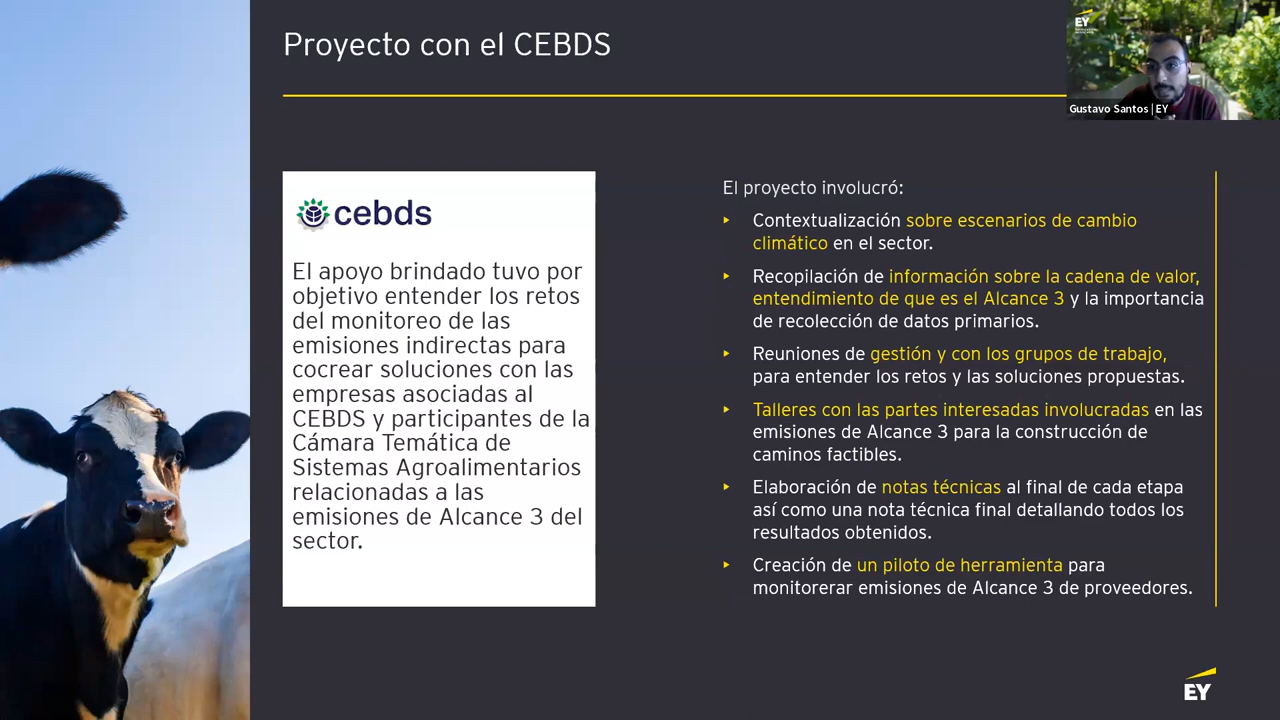 Proyecto con el CEBDS
EY
Gustavo Santos | EY
cebds
El apoyo brindado tuvo por
objetivo entender los retos
del monitoreo de las
emisiones indirectas para
cocrear soluciones con las
empresas asociadas al
CEBDS y participantes de la
Cámara Temática de
Sistemas Agroalimentarios
relacionadas a las
emisiones de Alcance 3 del
sector.
El proyecto involucró:
Contextualización sobre escenarios de cambio
climático en el sector.
Recopilación de información sobre la cadena de valor,
entendimiento de que es el Alcance 3 y la importancia
de recolección de datos primarios.
Reuniones de gestión y con los grupos de trabajo,
para entender los retos y las soluciones propuestas.
Talleres con las partes interesadas involucradas en las
emisiones de Alcance 3 para la construcción de
caminos factibles.
Elaboración de notas técnicas al final de cada etapa
así como una nota técnica final detallando todos los
resultados obtenidos.
Creación de un piloto de herramienta para
monitorerar emisiones de Alcance 3 de proveedores.
EY